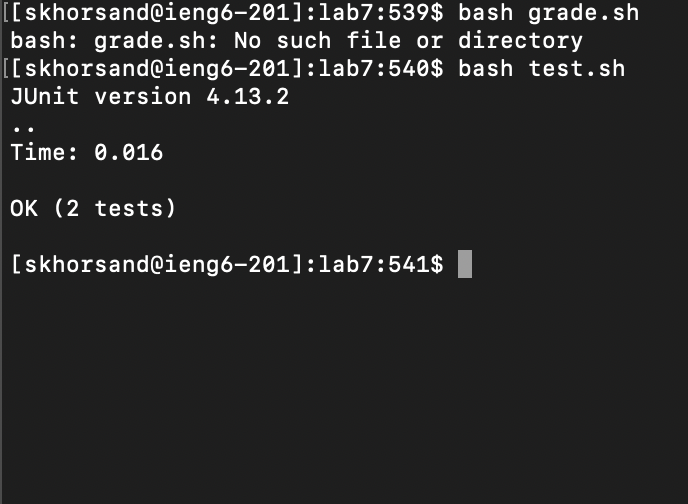 [[skhorsand@ieng6-201]:lab7:539$ bash grade.sh
bash: grade.sh: No such file or directory
[[skhorsand@ieng6-201]:lab7:540$ bash test.sh
JUnit version 4.13.2
..
Time: 0.016
OK (2 tests)
[skhorsand@ieng6-201]:lab7:541$